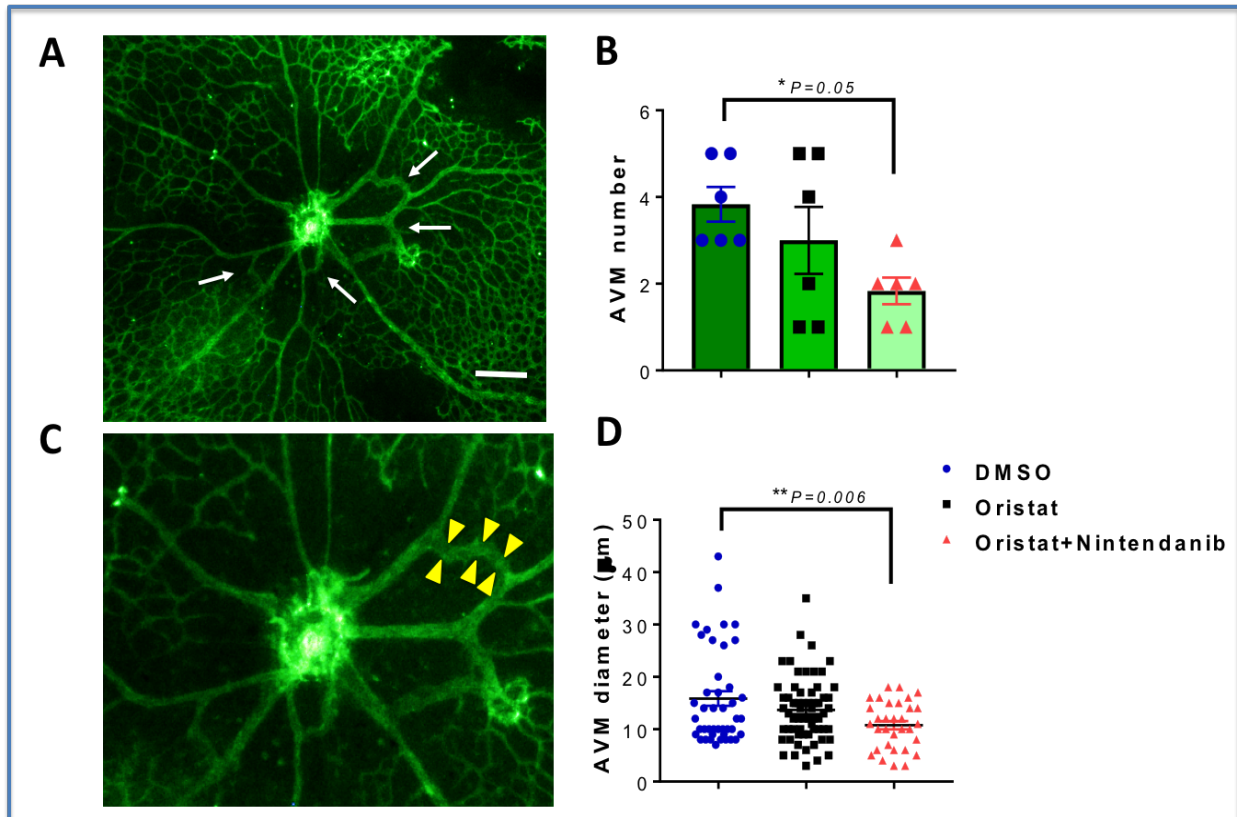 A
B
* P=0.05
6
4
2
0
AVM number
C
D
** P=0.006
50
40
30
20
10
0
AVM diameter (m)
DMSO
Oristat
Oristat+Nintendanib